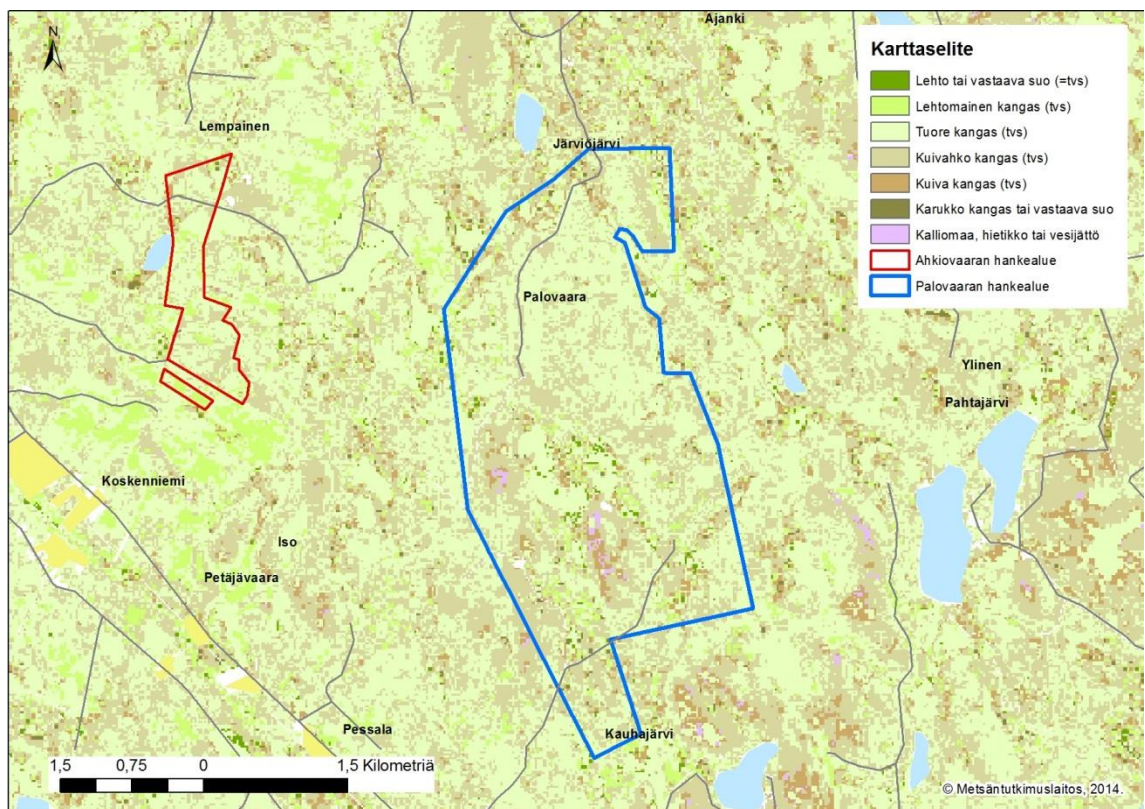 N
Ajanki
Lempainen
Järviöjärvi
Palovaara
Ylinen
Pahtajärvi
Koskenniemi
Iso
Petäjävaara
Pessala
Kauhajärvi
Karttaselite
Lehto tai vastaava suo (=tvs)
Lehtomainen kangas (tvs)
Tuore kangas (tvs)
Kuivahko kangas (tvs)
Kuiva kangas (tvs)
Karukko kangas tai vastaava suo
Kalliomaa, hietikko tai vesijättö
Ahkiovaaran hankealue
Palovaaran hankealue
1,5 0,75 0 1,5 Kilometriä
© Metsäntutkimuslaitos, 2014.